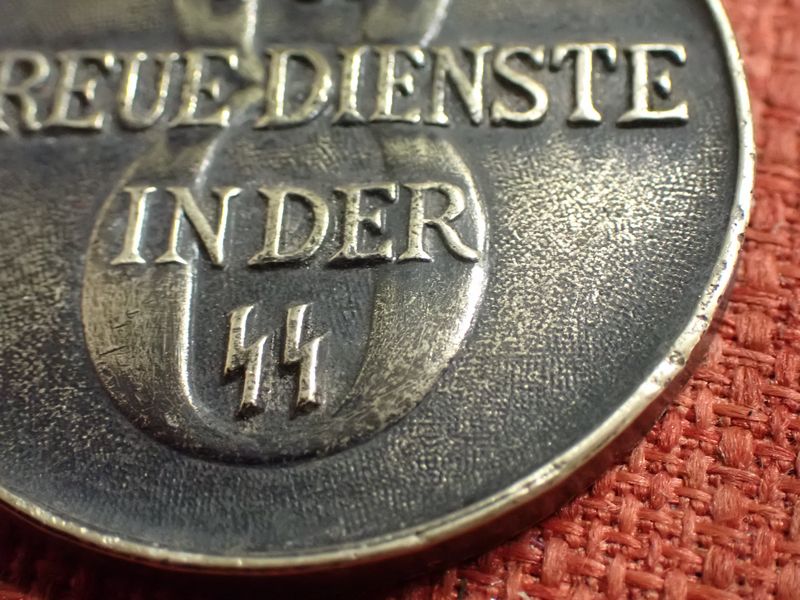 REUE DIENSTE
IN DER
ᛋᛋ